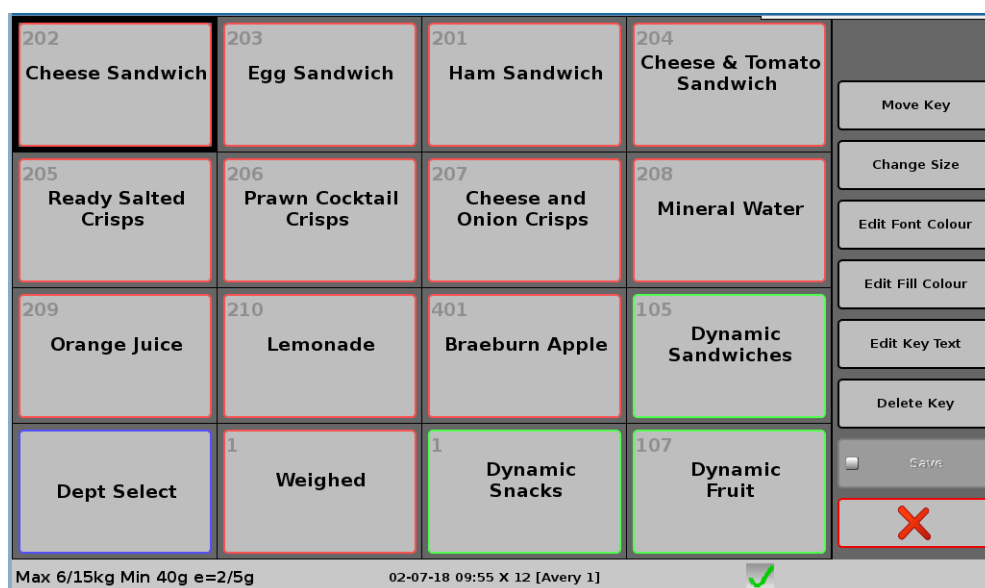 202
Cheese Sandwich
203
Egg Sandwich
201
Ham Sandwich
204
Cheese & Tomato
Sandwich
205
Ready Salted
Crisps
206
Prawn Cocktail
Crisps
207
Cheese and
Onion Crisps
208
Mineral Water
209
Orange Juice
210
Lemonade
401
Braeburn Apple
105
Dynamic
Sandwiches
Dept Select
1
Weighed
1
Dynamic
Snacks
107
Dynamic
Fruit
Move Key
Change Size
Edit Font Colour
Edit Fill Colour
Edit Key Text
Delete Key
Save
Max 6/15kg Min 40g e=2/5g
02-07-18 09:55 X 12 [Avery 1]